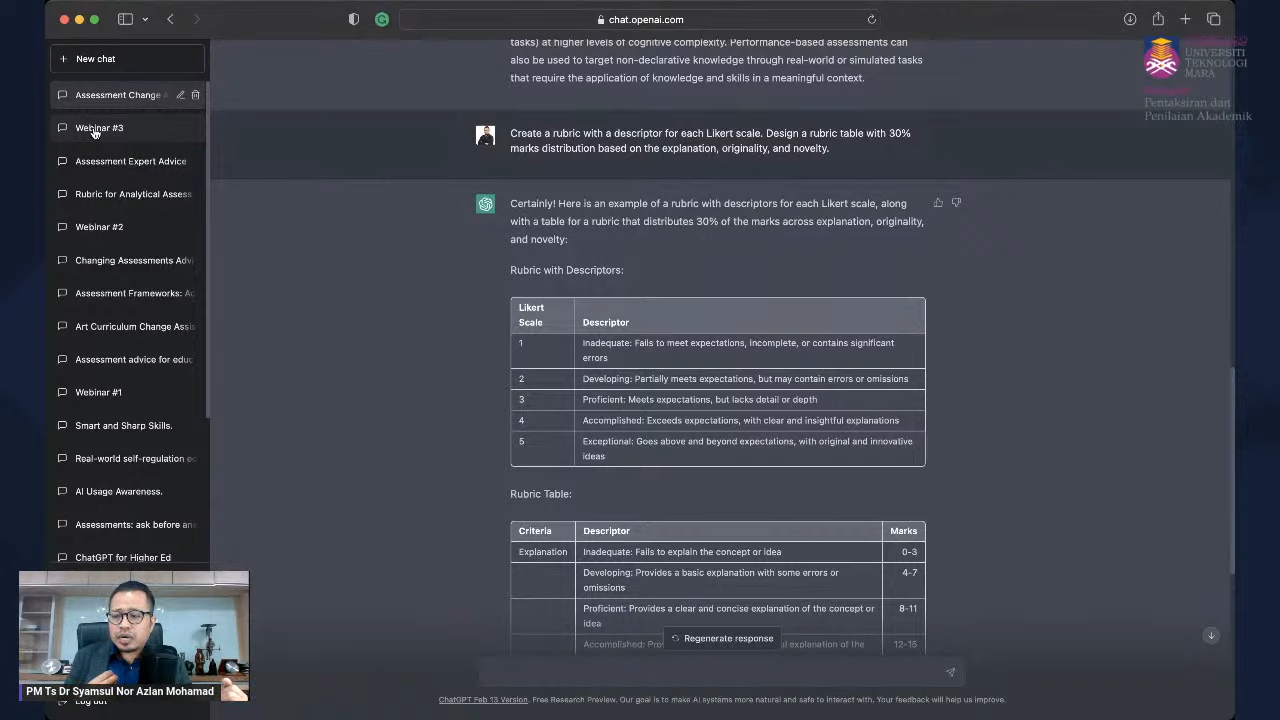 chat.openai.com
New chat
Assessment Change
Webinar #3
Assessment Expert Advice
Rubric for Analytical Assess
Webinar #2
Changing Assessments Advi
Assessment Frameworks: Ac
Art Curriculum Change Assis
Assessment advice for educ
Webinar #1
Smart and Sharp Skills.
Real-world self-regulation ec
AI Usage Awareness.
Assessments: ask before an
ChatGPT for Higher Ed
Log out
tasks) at higher levels of cognitive complexity. Performance-based assessments can
also be used to target non-declarative knowledge through real-world or simulated tasks
that require the application of knowledge and skills in a meaningful context.
Create a rubric with a descriptor for each Likert scale. Design a rubric table with 30%
marks distribution based on the explanation, originality, and novelty.
Certainly! Here is an example of a rubric with descriptors for each Likert scale, along
with a table for a rubric that distributes 30% of the marks across explanation, originality,
and novelty:
Rubric with Descriptors:
Likert
Scale
Descriptor
1
Inadequate: Fails to meet expectations, incomplete, or contains significant
errors
2
Developing: Partially meets expectations, but may contain errors or omissions
3
Proficient: Meets expectations, but lacks detail or depth
4
Accomplished: Exceeds expectations, with clear and insightful explanations
5
Exceptional: Goes above and beyond expectations, with original and innovative
ideas
Rubric Table:
Criteria
Descriptor
Marks
Explanation
Inadequate: Fails to explain the concept or idea
0-3
Developing: Provides a basic explanation with some errors or
omissions
4-7
Proficient: Provides a clear and concise explanation of the concept or
idea
8-11
Accomplished: Pro
ul explanation of the
12-15
Regenerate response
ChatGPT Feb 13 Version. Free Research Preview. Our goal is to make AI systems more natural and safe to interact with. Your feedback will help us improve.
UNIVERSITI
TEKNOLOGI
MARA
Pentaksiran dan
Penilaian Akademik
PM Ts Dr Syamsul Nor Azlan Mohamad